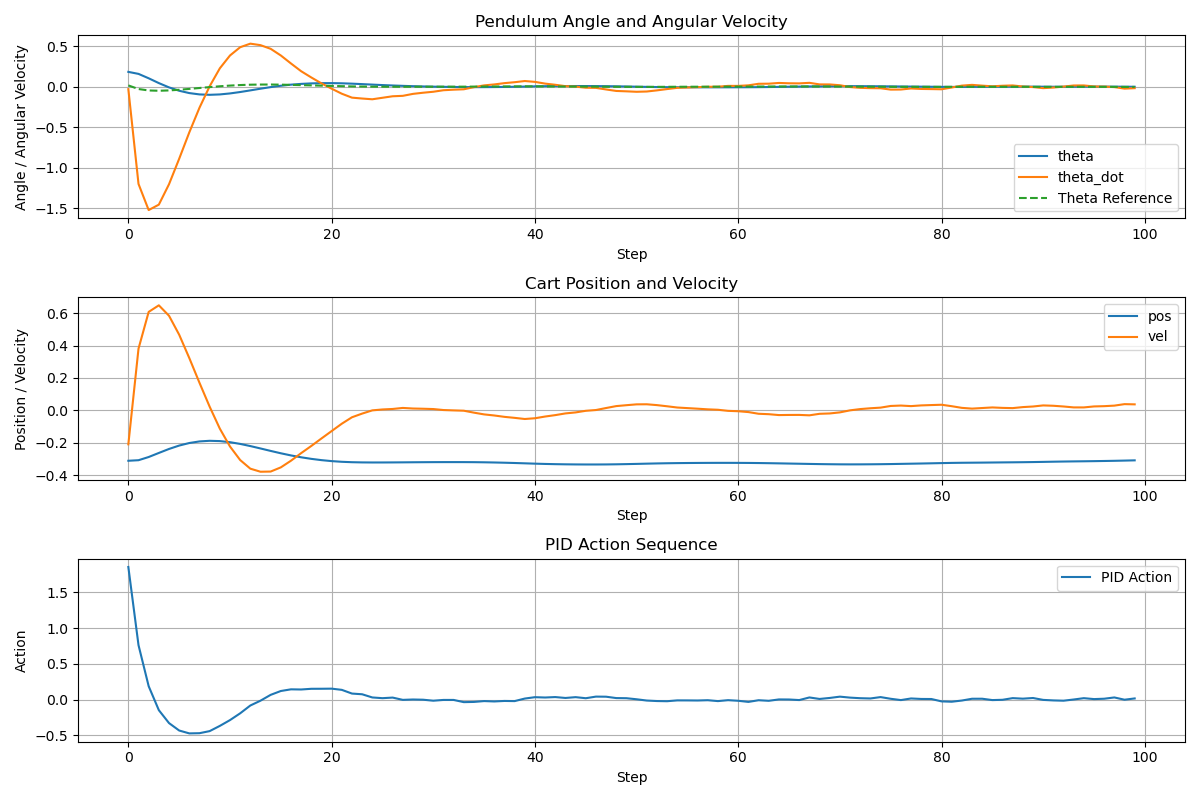 Pendulum Angle and Angular Velocity
Angle / Angular Velocity
0.5
0.0
−0.5
−1.0
−1.5
theta
theta_dot
Theta Reference
0 20 40 60 80 100
Step
Cart Position and Velocity
Position / Velocity
0.6
0.4
0.2
0.0
−0.2
−0.4
pos
vel
0 20 40 60 80 100
Step
PID Action Sequence
Action
1.5
1.0
0.5
0.0
−0.5
PID Action
0 20 40 60 80 100
Step